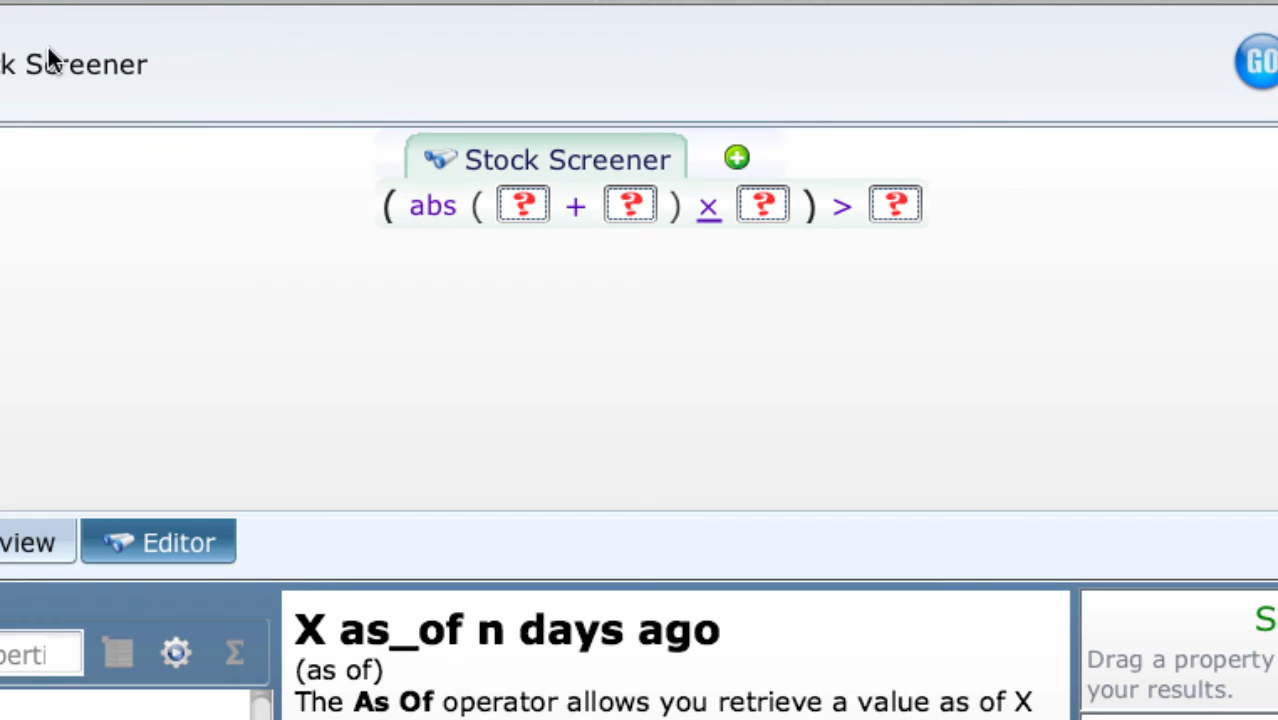 k Screener
GO
Stock Screener
( abs ( ? + ? ) x ? ) > ?
view
Editor
perti
Σ
X as_of n days ago
(as of)
The As Of operator allows you retrieve a value as of X
S
Drag a property
your results.